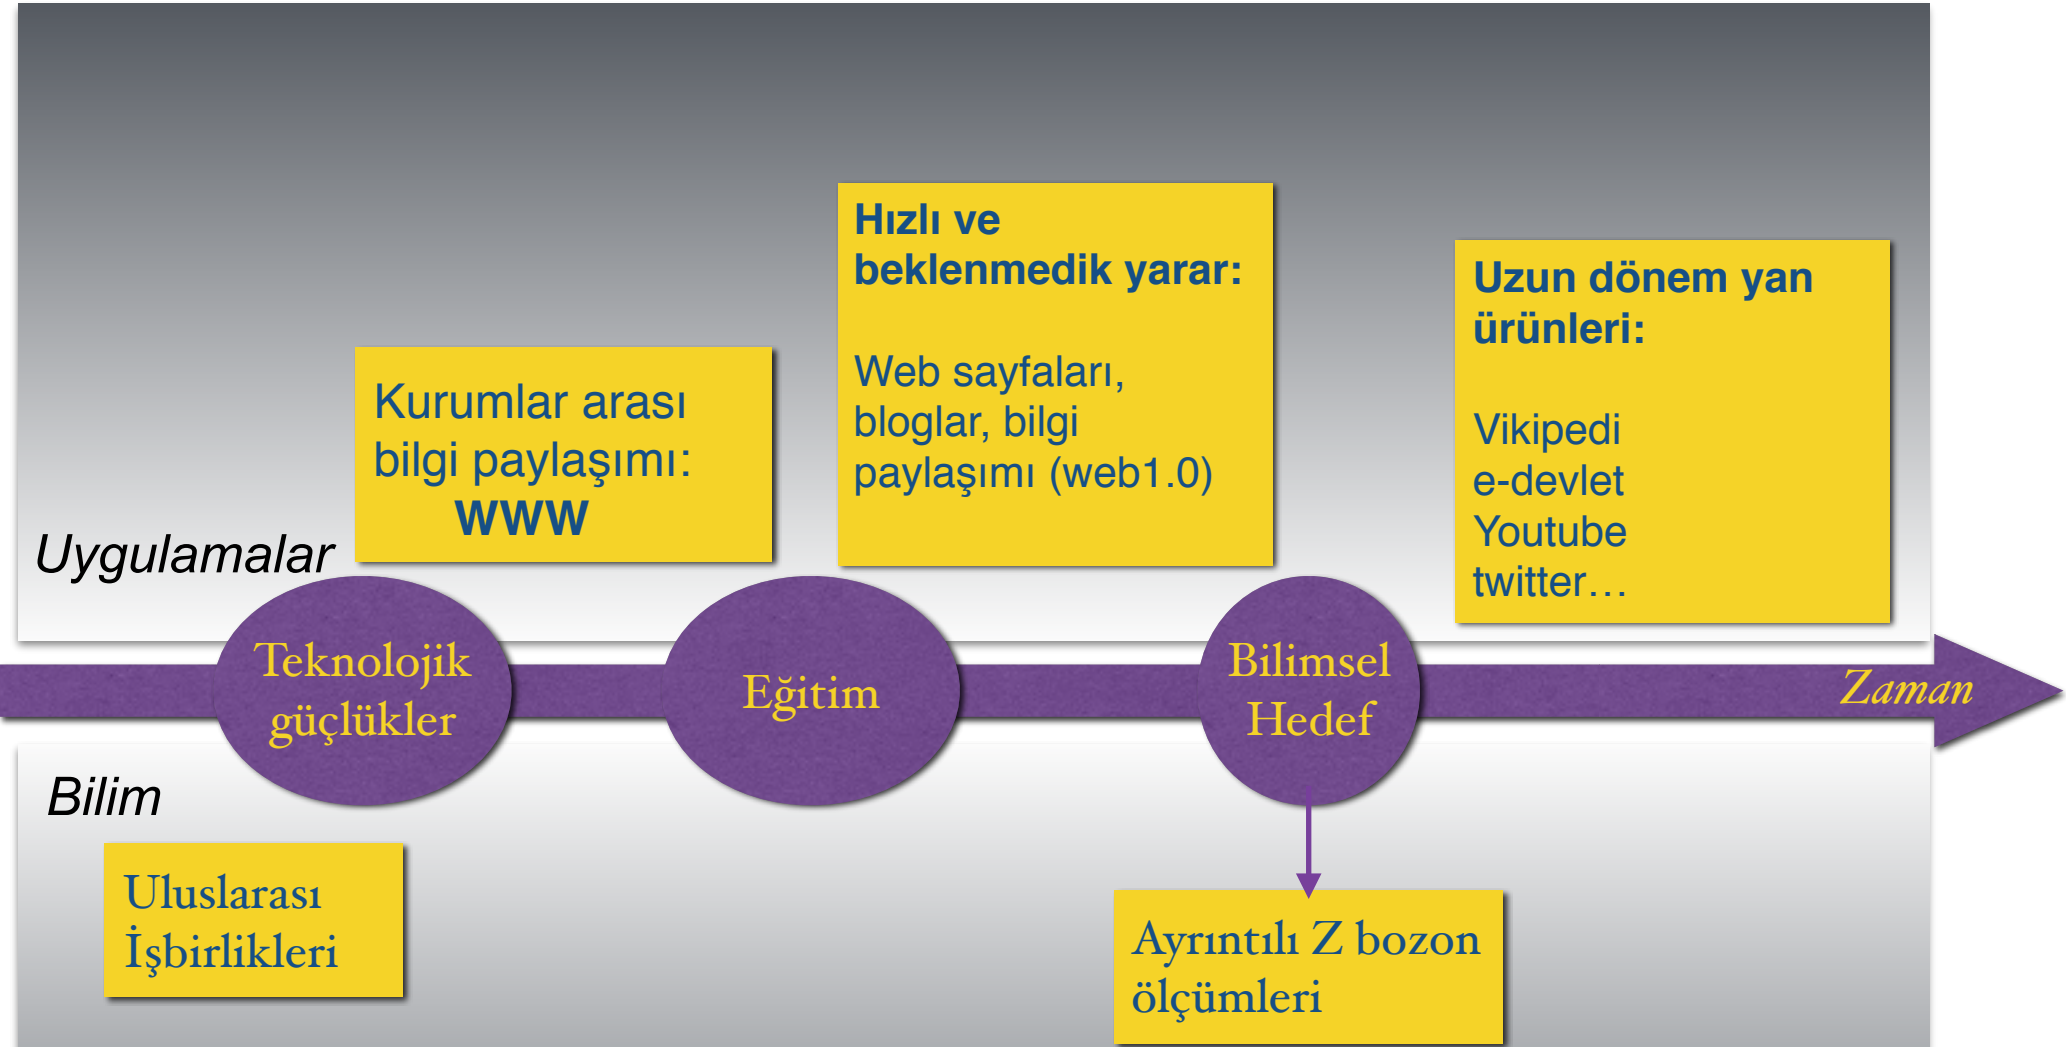 Hızlı ve
beklenmedik yarar:
Web sayfaları,
bloglar, bilgi
paylaşımı (web1.0)
Uzun dönem yan
ürünleri:
Vikipedi
e-devlet
Youtube
twitter…
Kurumlar arası
bilgi paylaşımı:
WWW
Uygulamalar
Teknolojik
güçlükler
Eğitim
Bilimsel
Hedef
Zaman
Bilim
Uluslarası
İşbirlikleri
Ayrıntılı Z bozon
ölçümleri